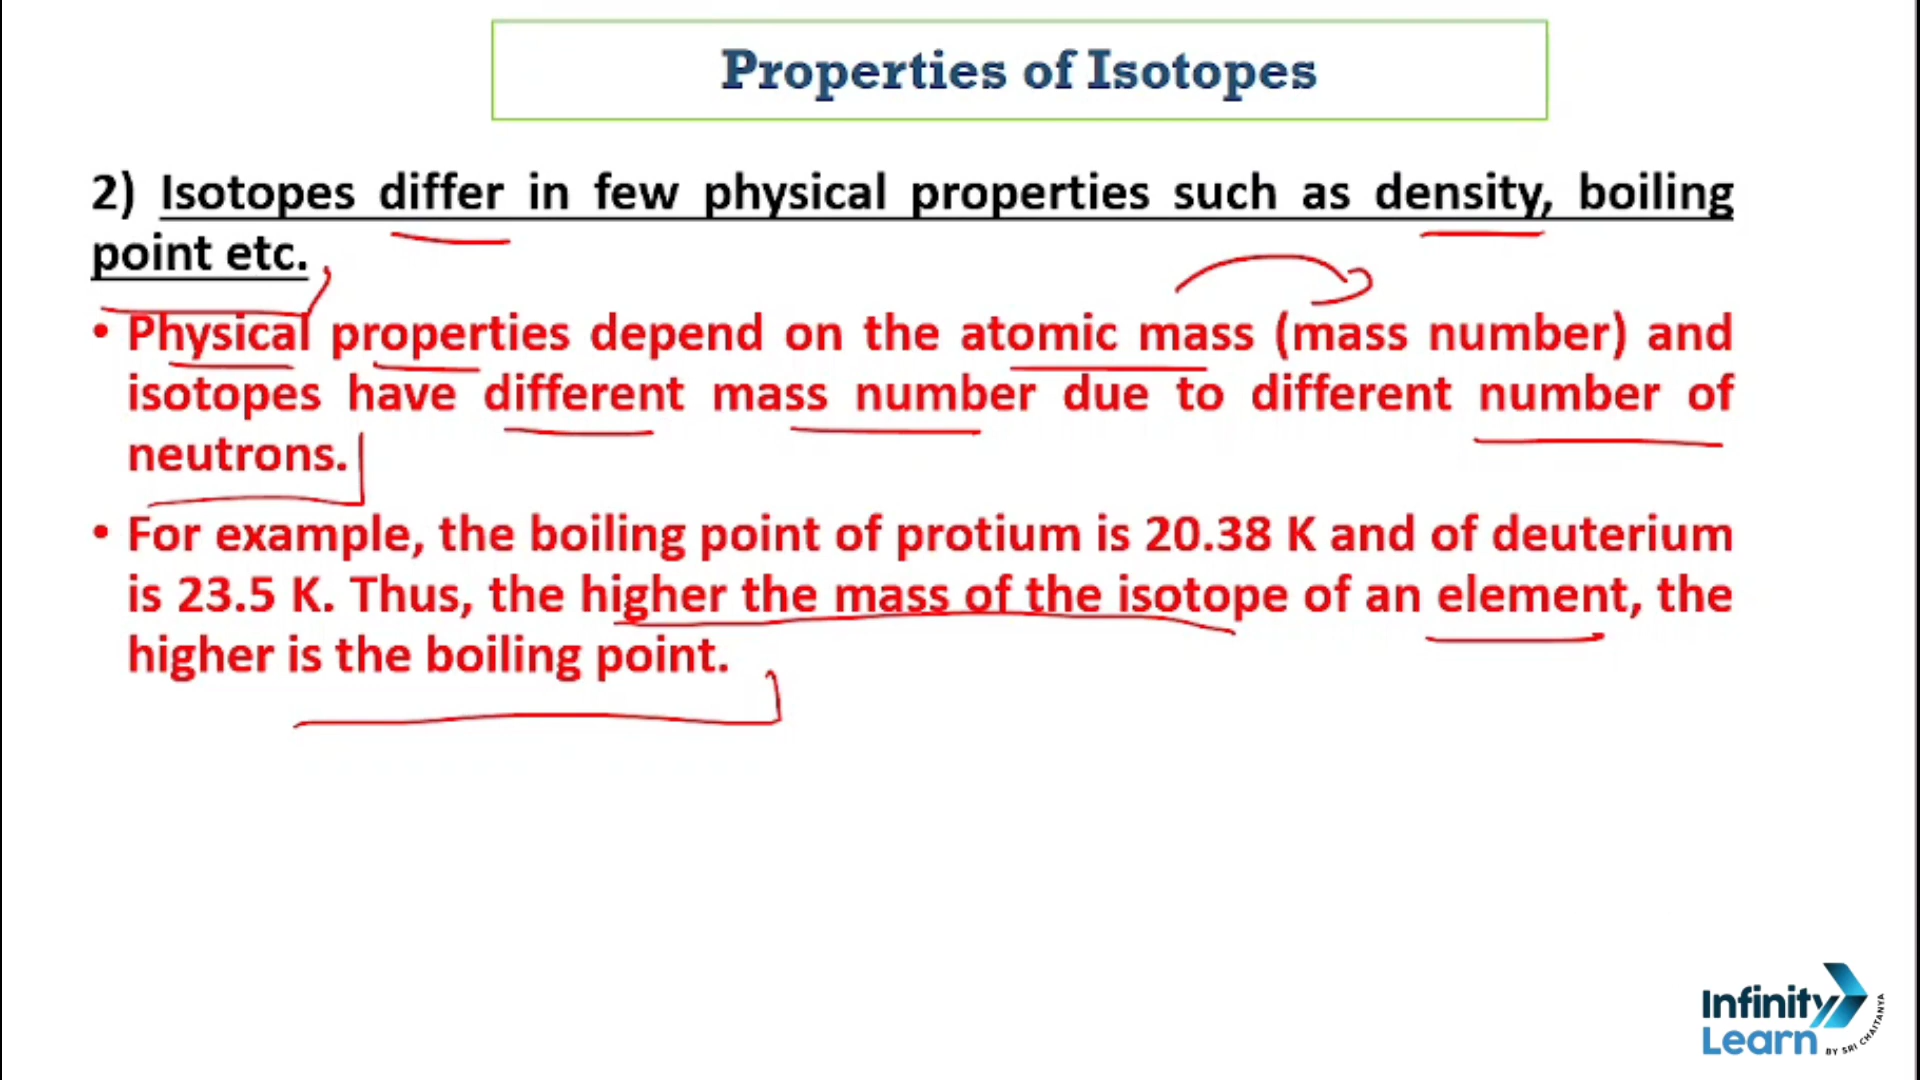 Properties of Isotopes
2) Isotopes differ in few physical properties such as density, boiling
point etc.
• Physical properties depend on the atomic mass (mass number) and
isotopes have different mass number due to different number of
neutrons.
• For example, the boiling point of protium is 20.38 K and of deuterium
is 23.5 K. Thus, the higher the mass of the isotope of an element, the
higher is the boiling point.
Infinity
Learn
BY SRI CHAITANYA